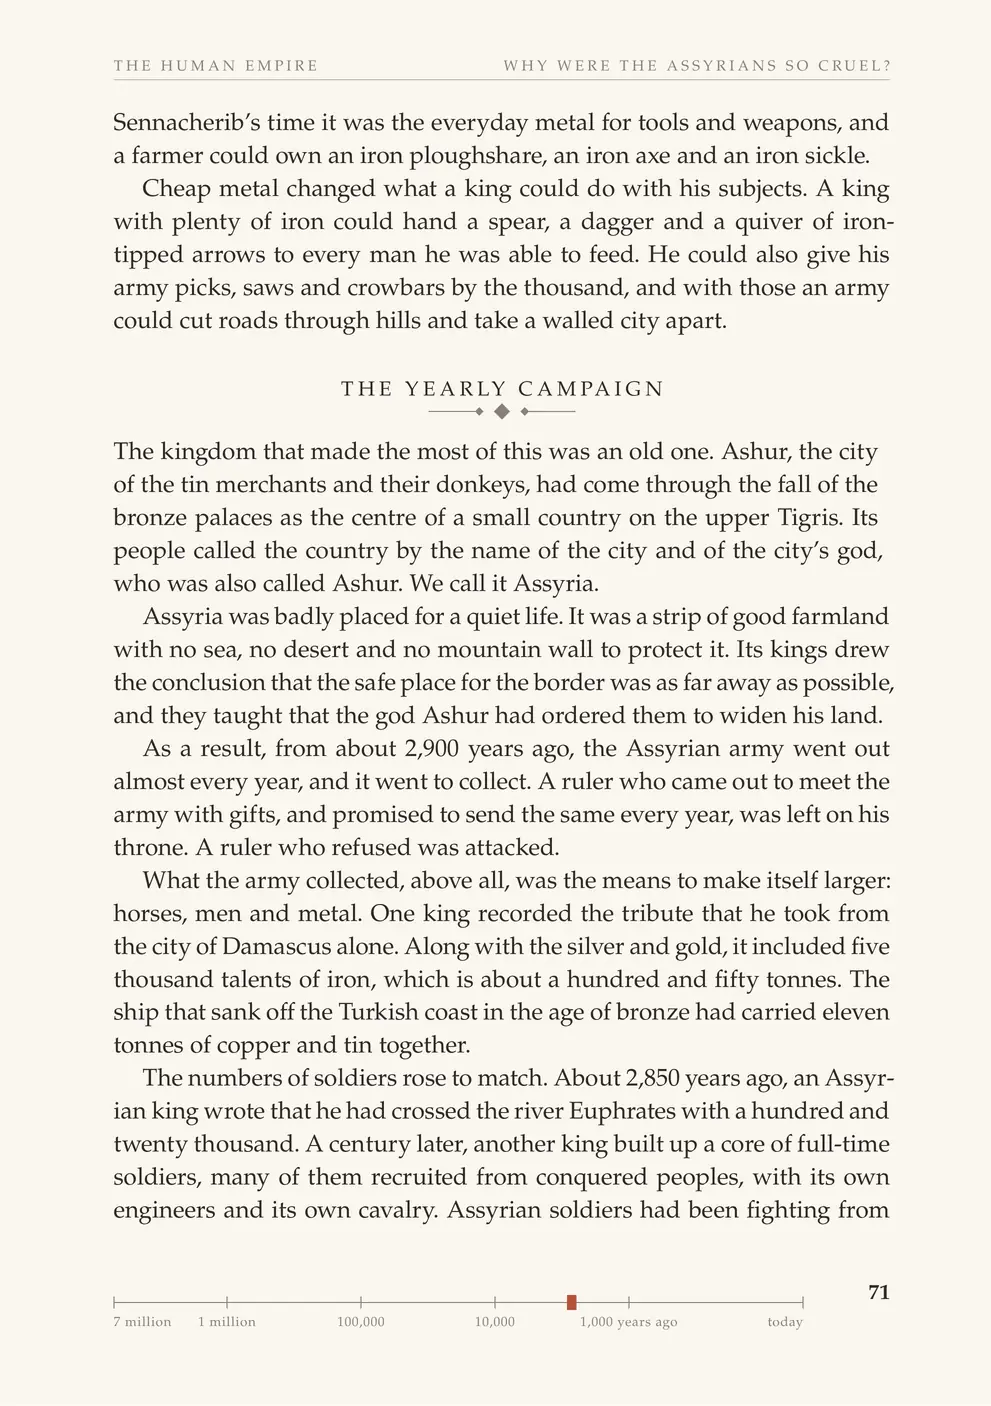 THE HUMAN EMPIRE
WHY WERE THE ASSYRIANS SO CRUEL?
Sennacherib’s time it was the everyday metal for tools and weapons, and
a farmer could own an iron ploughshare, an iron axe and an iron sickle.
Cheap metal changed what a king could do with his subjects. A king
with plenty of iron could hand a spear, a dagger and a quiver of iron-
tipped arrows to every man he was able to feed. He could also give his
army picks, saws and crowbars by the thousand, and with those an army
could cut roads through hills and take a walled city apart.
THE YEARLY CAMPAIGN
The kingdom that made the most of this was an old one. Ashur, the city
of the tin merchants and their donkeys, had come through the fall of the
bronze palaces as the centre of a small country on the upper Tigris. Its
people called the country by the name of the city and of the city’s god,
who was also called Ashur. We call it Assyria.
Assyria was badly placed for a quiet life. It was a strip of good farmland
with no sea, no desert and no mountain wall to protect it. Its kings drew
the conclusion that the safe place for the border was as far away as possible,
and they taught that the god Ashur had ordered them to widen his land.
As a result, from about 2,900 years ago, the Assyrian army went out
almost every year, and it went to collect. A ruler who came out to meet the
army with gifts, and promised to send the same every year, was left on his
throne. A ruler who refused was attacked.
What the army collected, above all, was the means to make itself larger:
horses, men and metal. One king recorded the tribute that he took from
the city of Damascus alone. Along with the silver and gold, it included five
thousand talents of iron, which is about a hundred and fifty tonnes. The
ship that sank off the Turkish coast in the age of bronze had carried eleven
tonnes of copper and tin together.
The numbers of soldiers rose to match. About 2,850 years ago, an Assyr-
ian king wrote that he had crossed the river Euphrates with a hundred and
twenty thousand. A century later, another king built up a core of full-time
soldiers, many of them recruited from conquered peoples, with its own
engineers and its own cavalry. Assyrian soldiers had been fighting from
71
7 million 1 million 100,000 10,000 1,000 years ago today